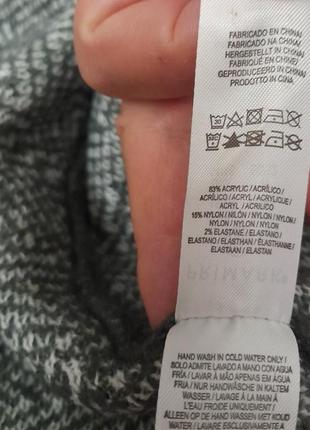 FABRICADO EN CHINA/
FABRICADO NA CHINA/
HERGESTELLT IN CHINA/
FABRIQUÉ EN CHINE/
GEPRODUCEERD IN CHINA/
PRODOTTO IN CINA
30
83% ACRYLIC / ACRÍLICO /
ACRÍLICO / ACRYL / ACRYLIQUE /
ACRYL / ACRILICO
15% NYLON / NILÓN / NYLON /
NYLON / NYLON / NYLON / NYLON
2% ELASTANE / ELASTANO /
ELASTANO / ELASTHAN / ÉLASTHANNE /
ELASTAAN / ELASTAN
PRIMARK
HAND WASH IN COLD WATER ONLY /
SOLO ADMITE LAVADO A MANO CON AGUA
FRÍA / LAVAR À MÃO APENAS EM ÁGUA
FRIA / NUR HANDWÄSCHE IN KALTEM
WASSER / LAVAGE À LA MAIN À
L'EAU FROIDE UNIQUEMENT /
ALLEEN OP DE HAND MET KOUD
WATER / LAVARE ESCLUSIVAMENTE A